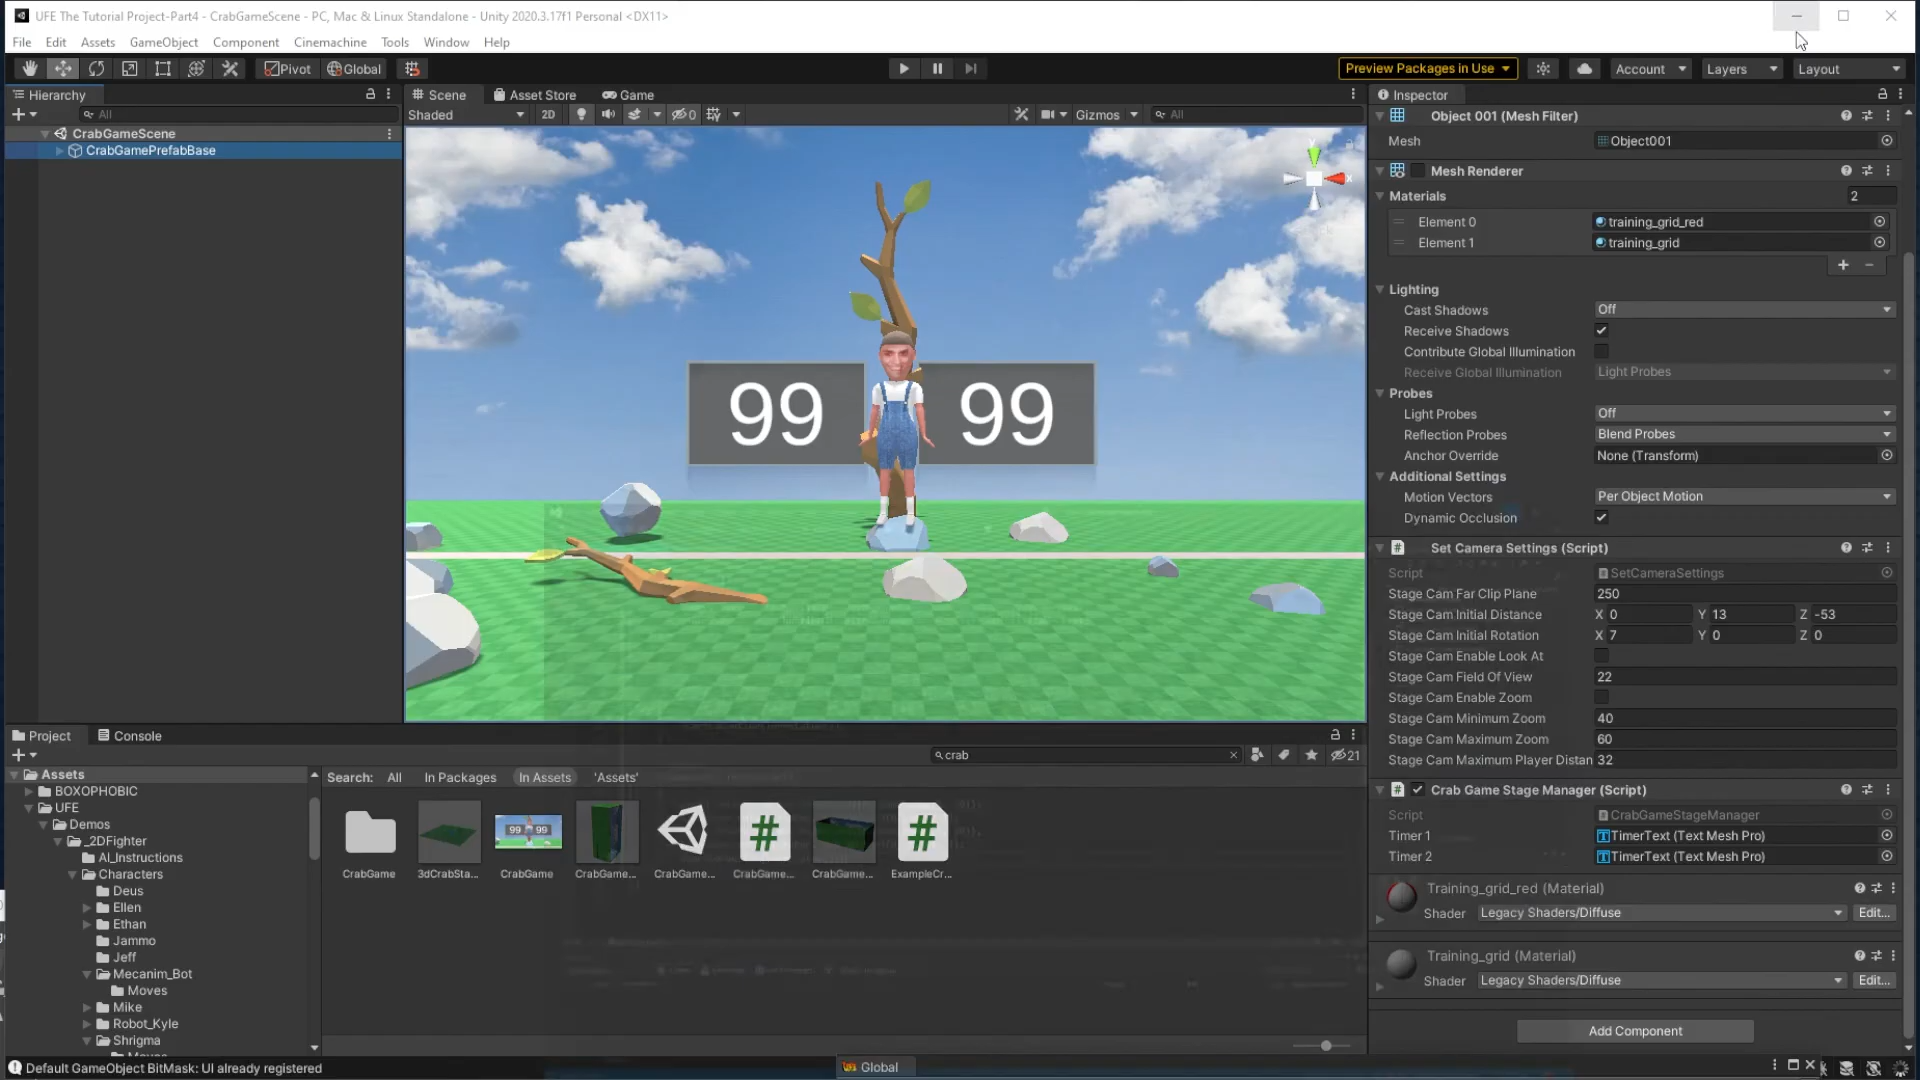 UFE The Tutorial Project-Part4 - CrabGameScene - PC, Mac & Linux Standalone - Unity 2020.3.17f1 Personal <DX11>
File Edit Assets GameObject Component Cinemachine Tools Window Help
Pivot Global Preview Packages in Use Account Layers Layout
Hierarchy Scene Asset Store Game Inspector
All Shaded 2D 0 Gizmos All
CrabGameScene
CrabGamePrefabBase
99 99
y x
Object 001 (Mesh Filter)
Mesh Object001
Mesh Renderer
Materials 2
Element 0 training_grid_red
Element 1 training_grid
Lighting
Cast Shadows Off
Receive Shadows
Contribute Global Illumination
Receive Global Illumination Light Probes
Probes
Light Probes Off
Reflection Probes Blend Probes
Anchor Override None (Transform)
Additional Settings
Motion Vectors Per Object Motion
Dynamic Occlusion
Set Camera Settings (Script)
Script SetCameraSettings
Stage Cam Far Clip Plane 250
Stage Cam Initial Distance X 0 Y 13 Z -53
Stage Cam Initial Rotation X 7 Y 0 Z 0
Stage Cam Enable Look At
Stage Cam Field Of View 22
Stage Cam Enable Zoom
Stage Cam Minimum Zoom 40
Stage Cam Maximum Zoom 60
Stage Cam Maximum Player Distan 32
Crab Game Stage Manager (Script)
Script CrabGameStageManager
Timer 1 TimerText (Text Mesh Pro)
Timer 2 TimerText (Text Mesh Pro)
Training_grid_red (Material)
Shader Legacy Shaders/Diffuse Edit...
Training_grid (Material)
Shader Legacy Shaders/Diffuse Edit...
Add Component
Project Console
crab 21
Search: All In Packages In Assets 'Assets'
Assets
BOXOPHOBIC
UFE
Demos
_2DFighter
AI_Instructions
Characters
Deus
Ellen
Ethan
Jammo
Jeff
Mecanim_Bot
Moves
Mike
Robot_Kyle
Shrigma
Moves
CrabGame 3dCrabSta... CrabGame CrabGame... CrabGame... CrabGame... CrabGame... ExampleCr...
Default GameObject BitMask: UI already registered
Global